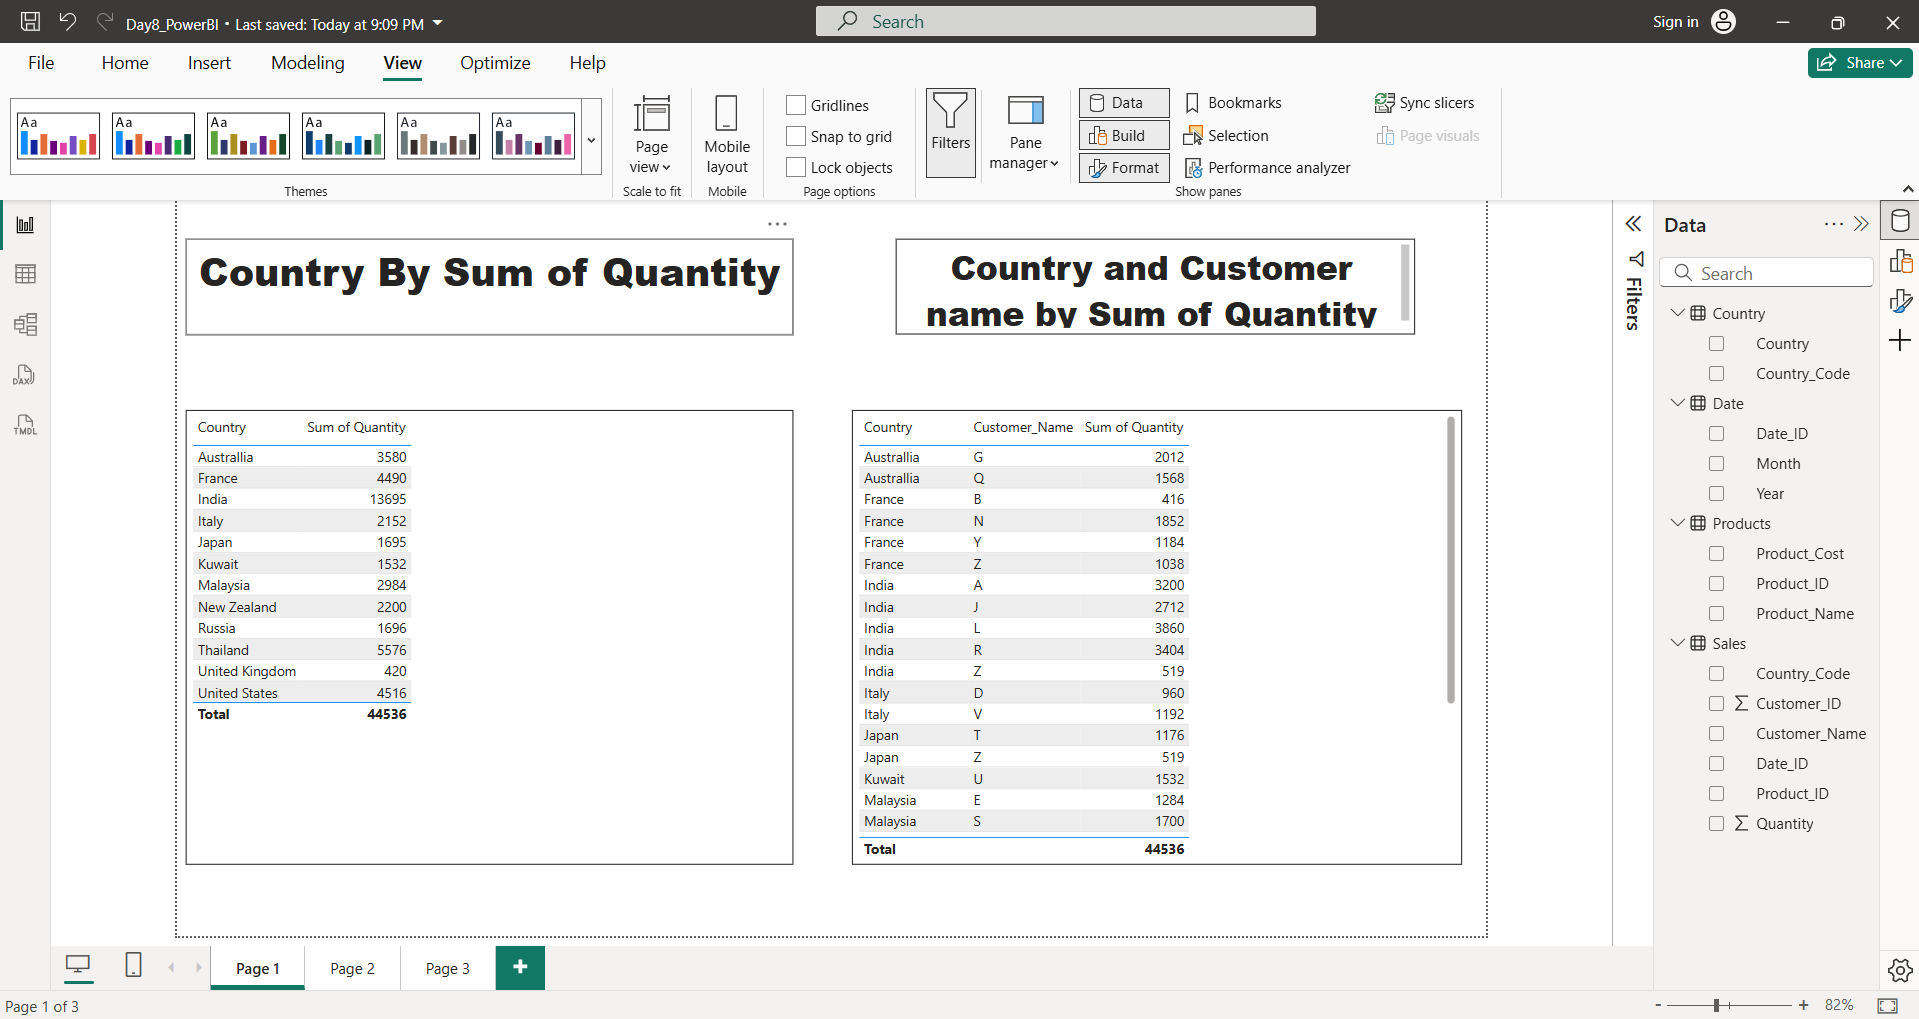 Day8_PowerBI • Last saved: Today at 9:09 PM
Search
Sign in
File Home Insert Modeling View Optimize Help
Share
Aa Aa Aa Aa Aa Aa
Themes
Page view
Scale to fit
Mobile layout
Mobile
Gridlines
Snap to grid
Lock objects
Page options
Filters
Pane manager
Data
Build
Format
Bookmarks
Selection
Performance analyzer
Sync slicers
Page visuals
Show panes
DAX
TMDL
Country By Sum of Quantity
Country and Customer
name by Sum of Quantity
Country Sum of Quantity
Australlia 3580
France 4490
India 13695
Italy 2152
Japan 1695
Kuwait 1532
Malaysia 2984
New Zealand 2200
Russia 1696
Thailand 5576
United Kingdom 420
United States 4516
Total 44536
Country Customer_Name Sum of Quantity
Australlia G 2012
Australlia Q 1568
France B 416
France N 1852
France Y 1184
France Z 1038
India A 3200
India J 2712
India L 3860
India R 3404
India Z 519
Italy D 960
Italy V 1192
Japan T 1176
Japan Z 519
Kuwait U 1532
Malaysia E 1284
Malaysia S 1700
Total 44536
Filters
Data
Search
Country
Country
Country_Code
Date
Date_ID
Month
Year
Products
Product_Cost
Product_ID
Product_Name
Sales
Country_Code
Σ Customer_ID
Customer_Name
Date_ID
Product_ID
Σ Quantity
Page 1 Page 2 Page 3 +
Page 1 of 3
- + 82%